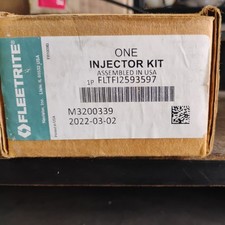 FLEETRITE
ONE
INJECTOR KIT
ASSEMBLED IN USA
1P FLTFI2593597
M3200339
2022-03-02